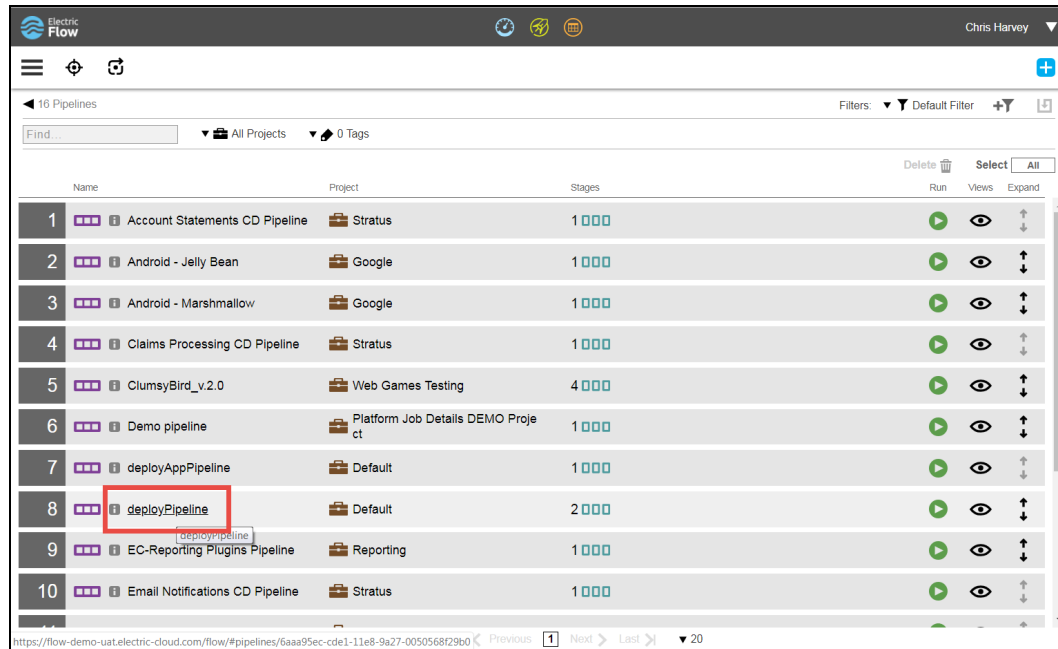 Electric
Flow
Chris Harvey
16 Pipelines
Filters: Default Filter
Find...
All Projects
0 Tags
Delete
Select All
Name Project Stages Run Views Expand
1 Account Statements CD Pipeline Stratus 1
2 Android - Jelly Bean Google 1
3 Android - Marshmallow Google 1
4 Claims Processing CD Pipeline Stratus 1
5 ClumsyBird_v.2.0 Web Games Testing 4
6 Demo pipeline Platform Job Details DEMO Proje
ct 1
7 deployAppPipeline Default 1
8 deployPipeline Default 2
deployPipeline
9 EC-Reporting Plugins Pipeline Reporting 1
10 Email Notifications CD Pipeline Stratus 1
https://flow-demo-uat.electric-cloud.com/flow/#pipelines/6aaa95ec-cde1-11e8-9a27-0050568f29b0
Previous 1 Next Last 20